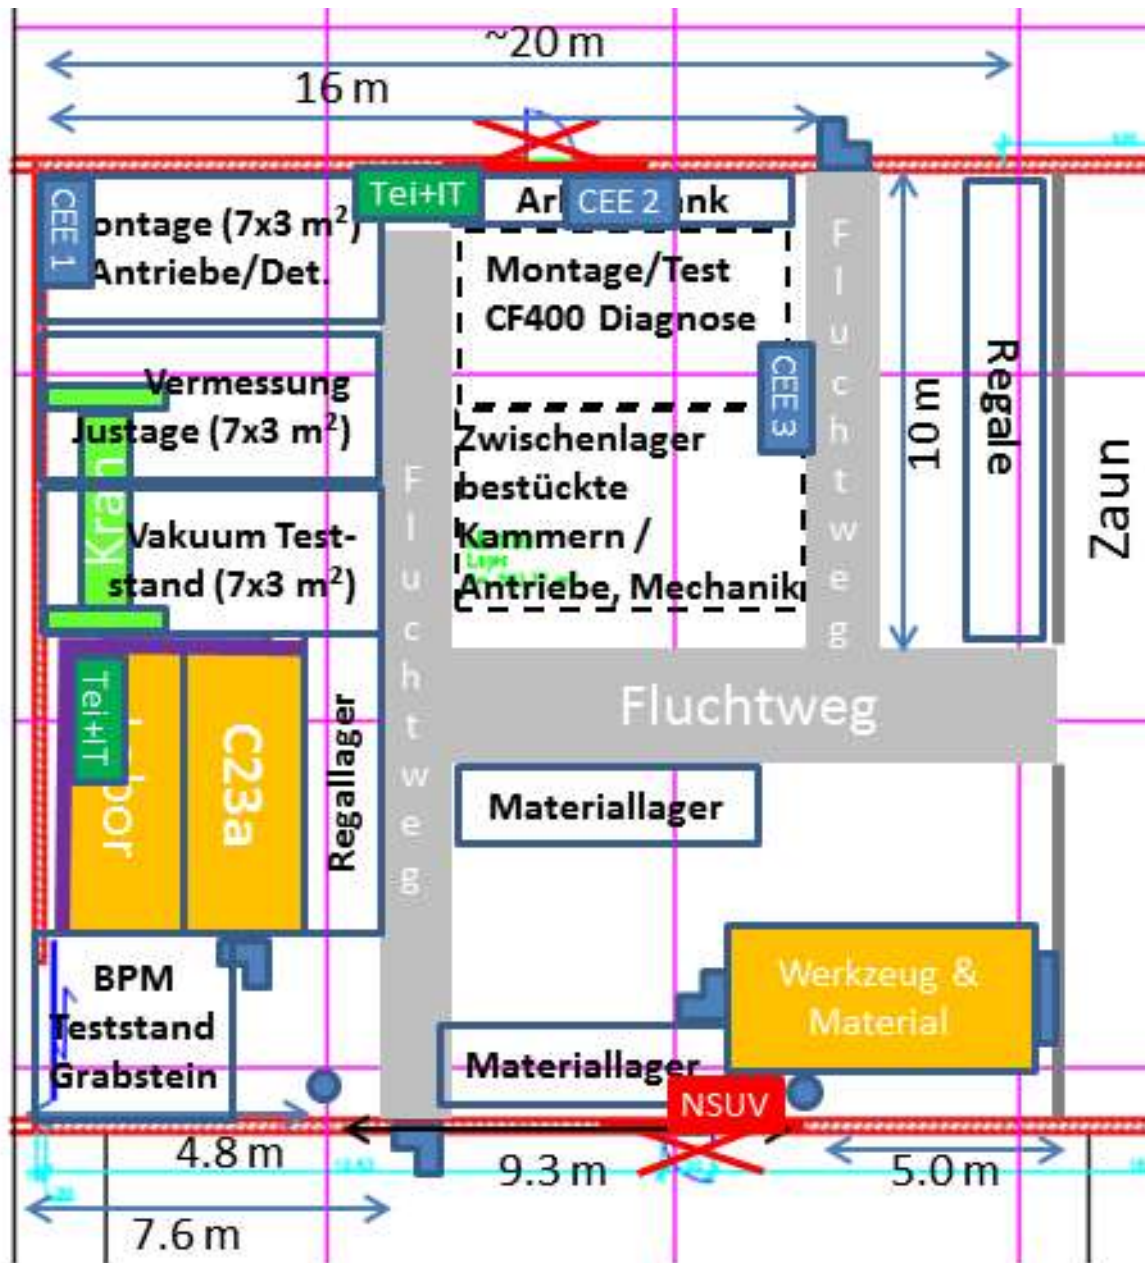 ~20 m
16 m
CEE 1
ontage (7x3 m²)
Antriebe/Det.
Tei+IT
CEE 2
Montage/Test
CF400 Diagnose
Fluchtweg
Regale
10 m
Zaun
CEE 3
Vermessung
Justage (7x3 m²)
Kran
Vakuum Test-
stand (7x3 m²)
Zwischenlager
bestückte
Kammern /
Antriebe, Mechanik
Fluchtweg
Fluchtweg
Tei+IT
C23a
Regallager
Materiallager
Werkzeug &
Material
BPM
Teststand
Grabstein
Materiallager
NSUV
4.8 m
9.3 m
5.0 m
7.6 m